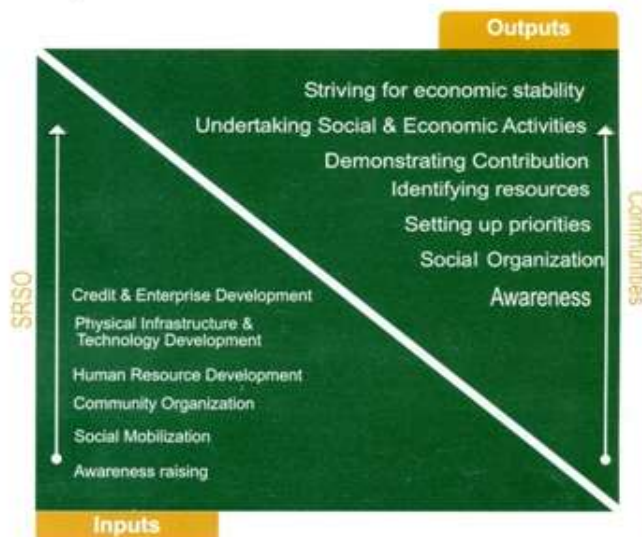 Outputs
Striving for economic stability
Undertaking Social & Economic Activities
Demonstrating Contribution
Identifying resources
Setting up priorities
Social Organization
Awareness
Communities
SRSO
Credit & Enterprise Development
Physical Infrastructure &
Technology Development
Human Resource Development
Community Organization
Social Mobilization
Awareness raising
Inputs